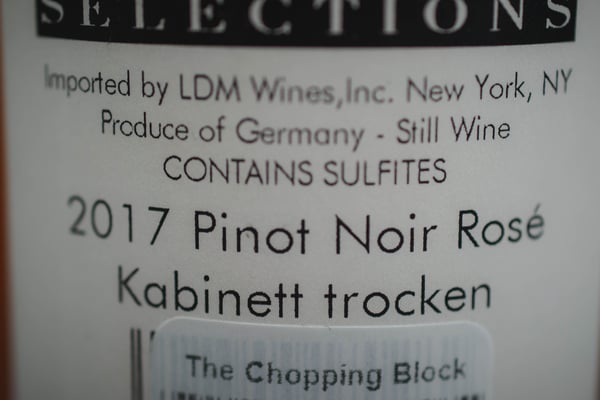 SELECTIONS
Imported by LDM Wines,Inc. New York, NY
Produce of Germany - Still Wine
CONTAINS SULFITES
2017 Pinot Noir Rosé
Kabinett trocken
The Chopping Block